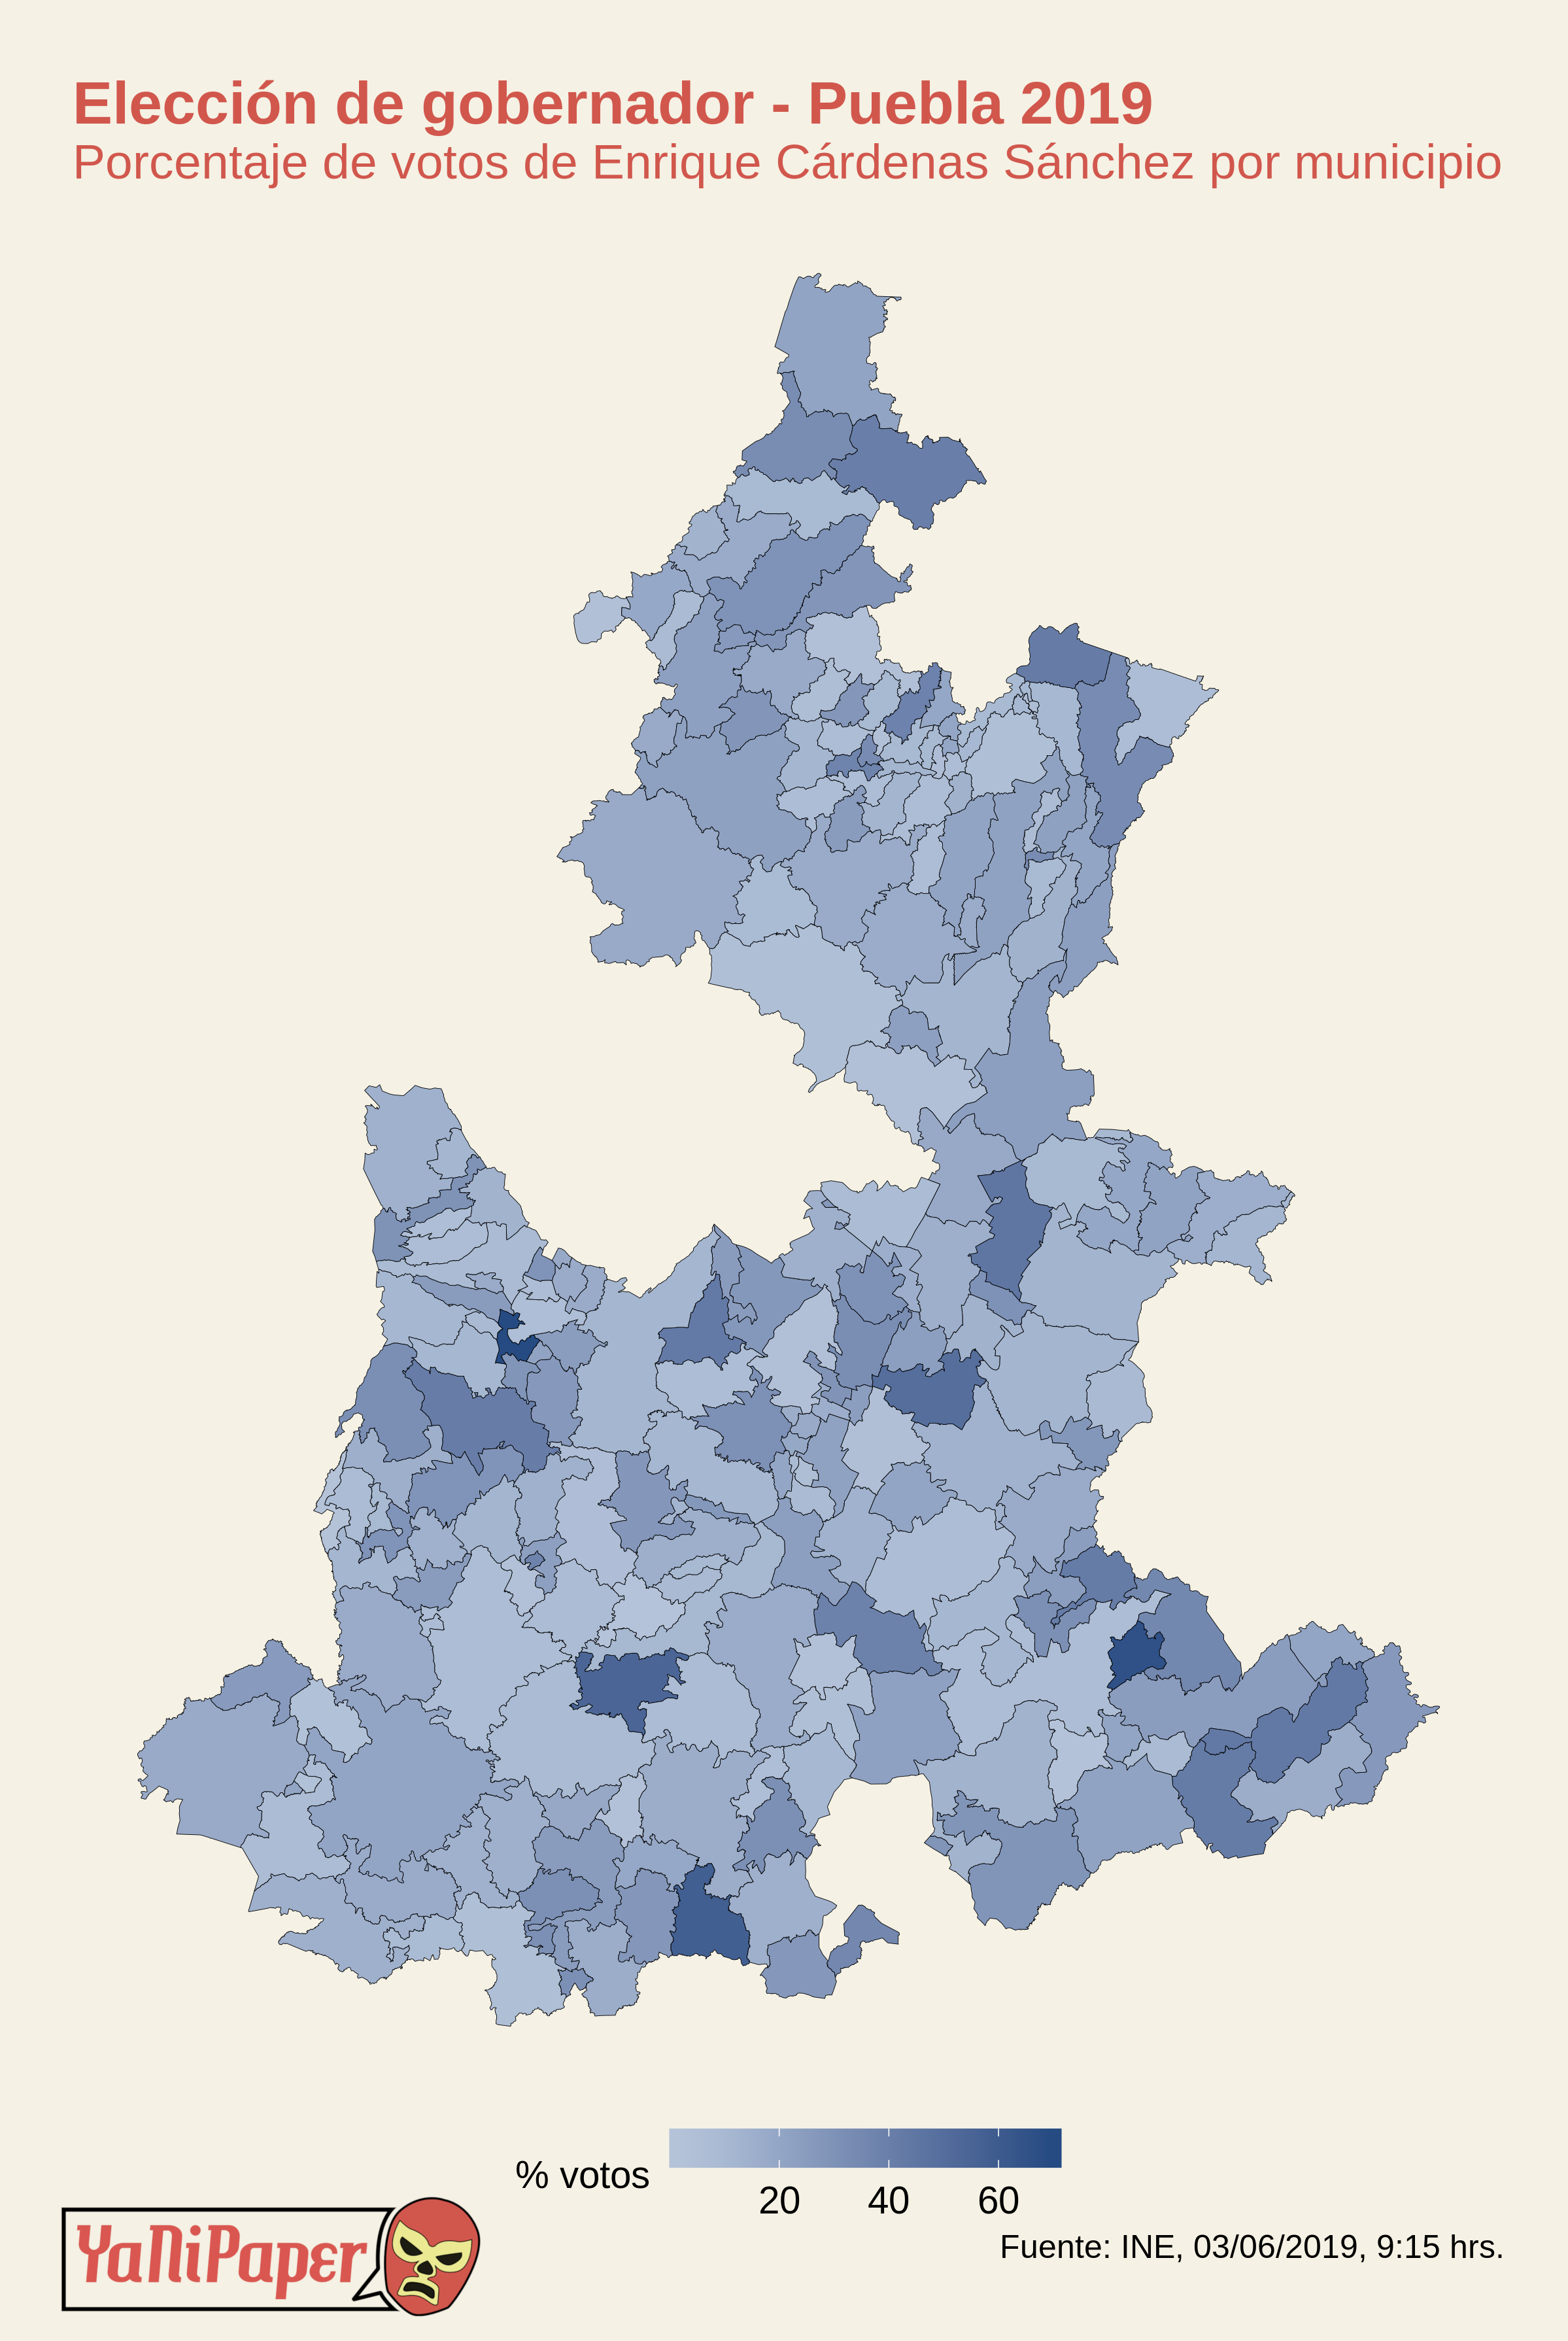 Elección de gobernador - Puebla 2019
Porcentaje de votos de Enrique Cárdenas Sánchez por municipio
% votos
20 40 60
Fuente: INE, 03/06/2019, 9:15 hrs.
YaNiPaper